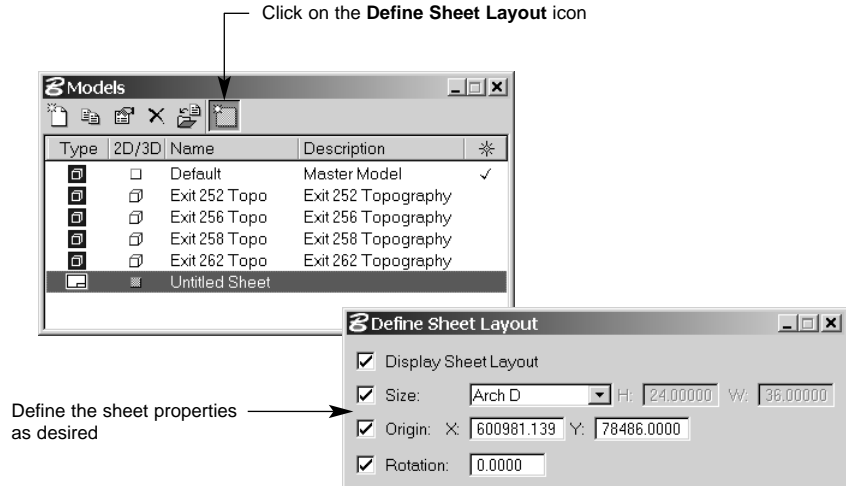 Click on the Define Sheet Layout icon
Models
Type 2D/3D Name Description
Default Master Model
Exit 252 Topo Exit 252 Topography
Exit 256 Topo Exit 256 Topography
Exit 258 Topo Exit 258 Topography
Exit 262 Topo Exit 262 Topography
Untitled Sheet
Define Sheet Layout
Display Sheet Layout
Size: Arch D H: 24.00000 W: 36.00000
Define the sheet properties
as desired
Origin: X: 600981.139 Y: 78486.0000
Rotation: 0.0000